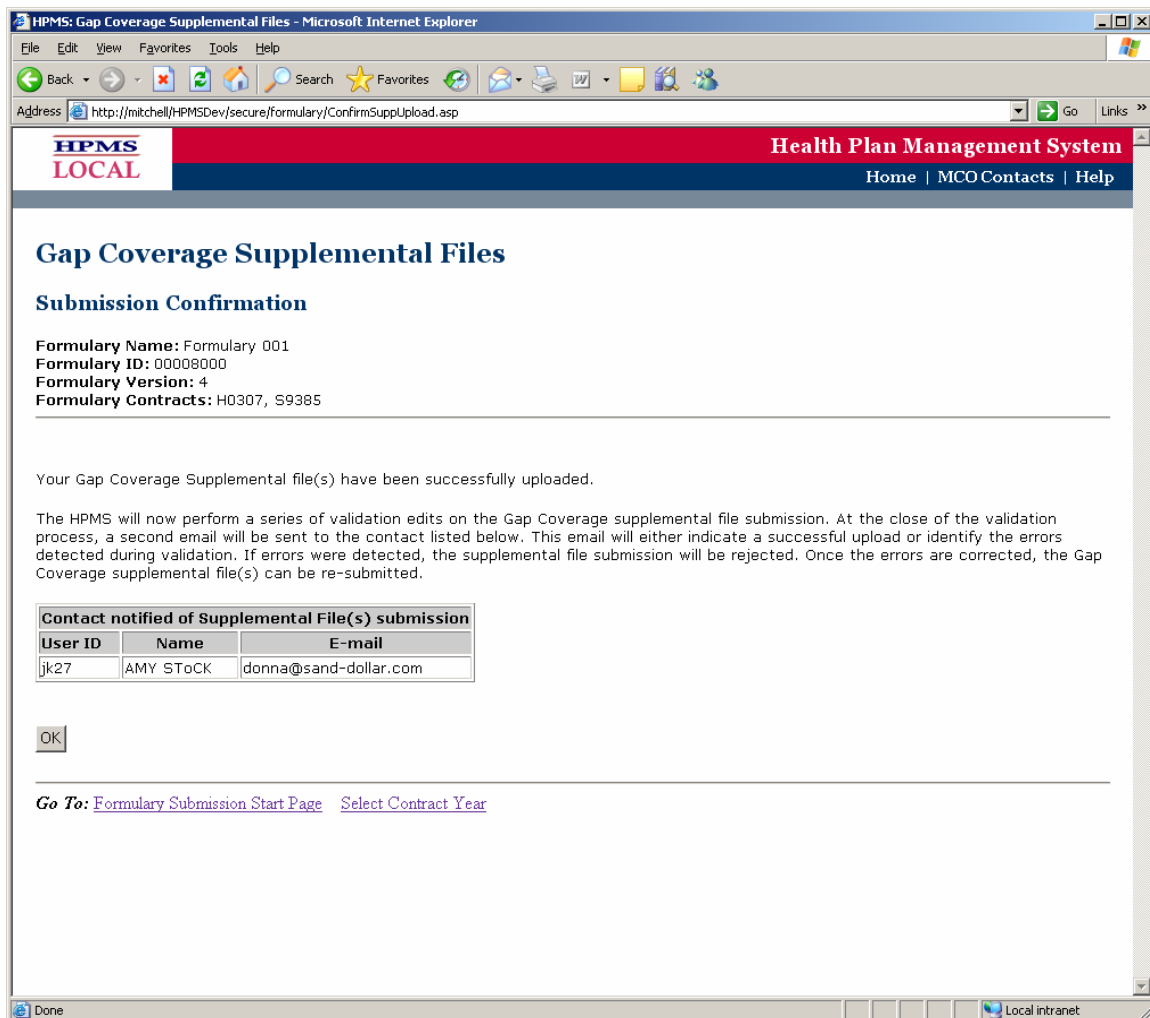 HPMS: Gap Coverage Supplemental Files - Microsoft Internet Explorer
File Edit View Favorites Tools Help
Back Search Favorites
Address http://mitchell/HPMSDev/secure/formulary/ConfirmSuppUpload.asp Go Links »
HPMS
LOCAL
Health Plan Management System
Home | MCO Contacts | Help
Gap Coverage Supplemental Files
Submission Confirmation
Formulary Name: Formulary 001
Formulary ID: 00008000
Formulary Version: 4
Formulary Contracts: H0307, S9385
Your Gap Coverage Supplemental file(s) have been successfully uploaded.
The HPMS will now perform a series of validation edits on the Gap Coverage supplemental file submission. At the close of the validation
process, a second email will be sent to the contact listed below. This email will either indicate a successful upload or identify the errors
detected during validation. If errors were detected, the supplemental file submission will be rejected. Once the errors are corrected, the Gap
Coverage supplemental file(s) can be re-submitted.
Contact notified of Supplemental File(s) submission
User ID Name E-mail
jk27 AMY SToCK donna@sand-dollar.com
OK
Go To: Formulary Submission Start Page Select Contract Year
Done Local intranet